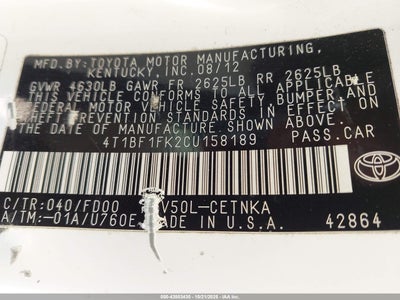 MFD.BY:TOYOTA MOTOR MANUFACTURING,
KENTUCKY,INC. 08/12
GVWR 4630LB GAWR FR 2625LB RR 2625LB
THIS VEHICLE CONFORMS TO ALL APPLICABLE
FEDERAL MOTOR VEHICLE SAFETY, BUMPER, AND
THEFT PREVENTION STANDARDS IN EFFECT ON
THE DATE OF MANUFACTURE SHOWN ABOVE.
4T1BF1FK2CU158189 PASS.CAR
C/TR:040/FD00 V50L-CETNKA
A/TM:-01A/U760E MADE IN U.S.A. 42864
TOYOTA